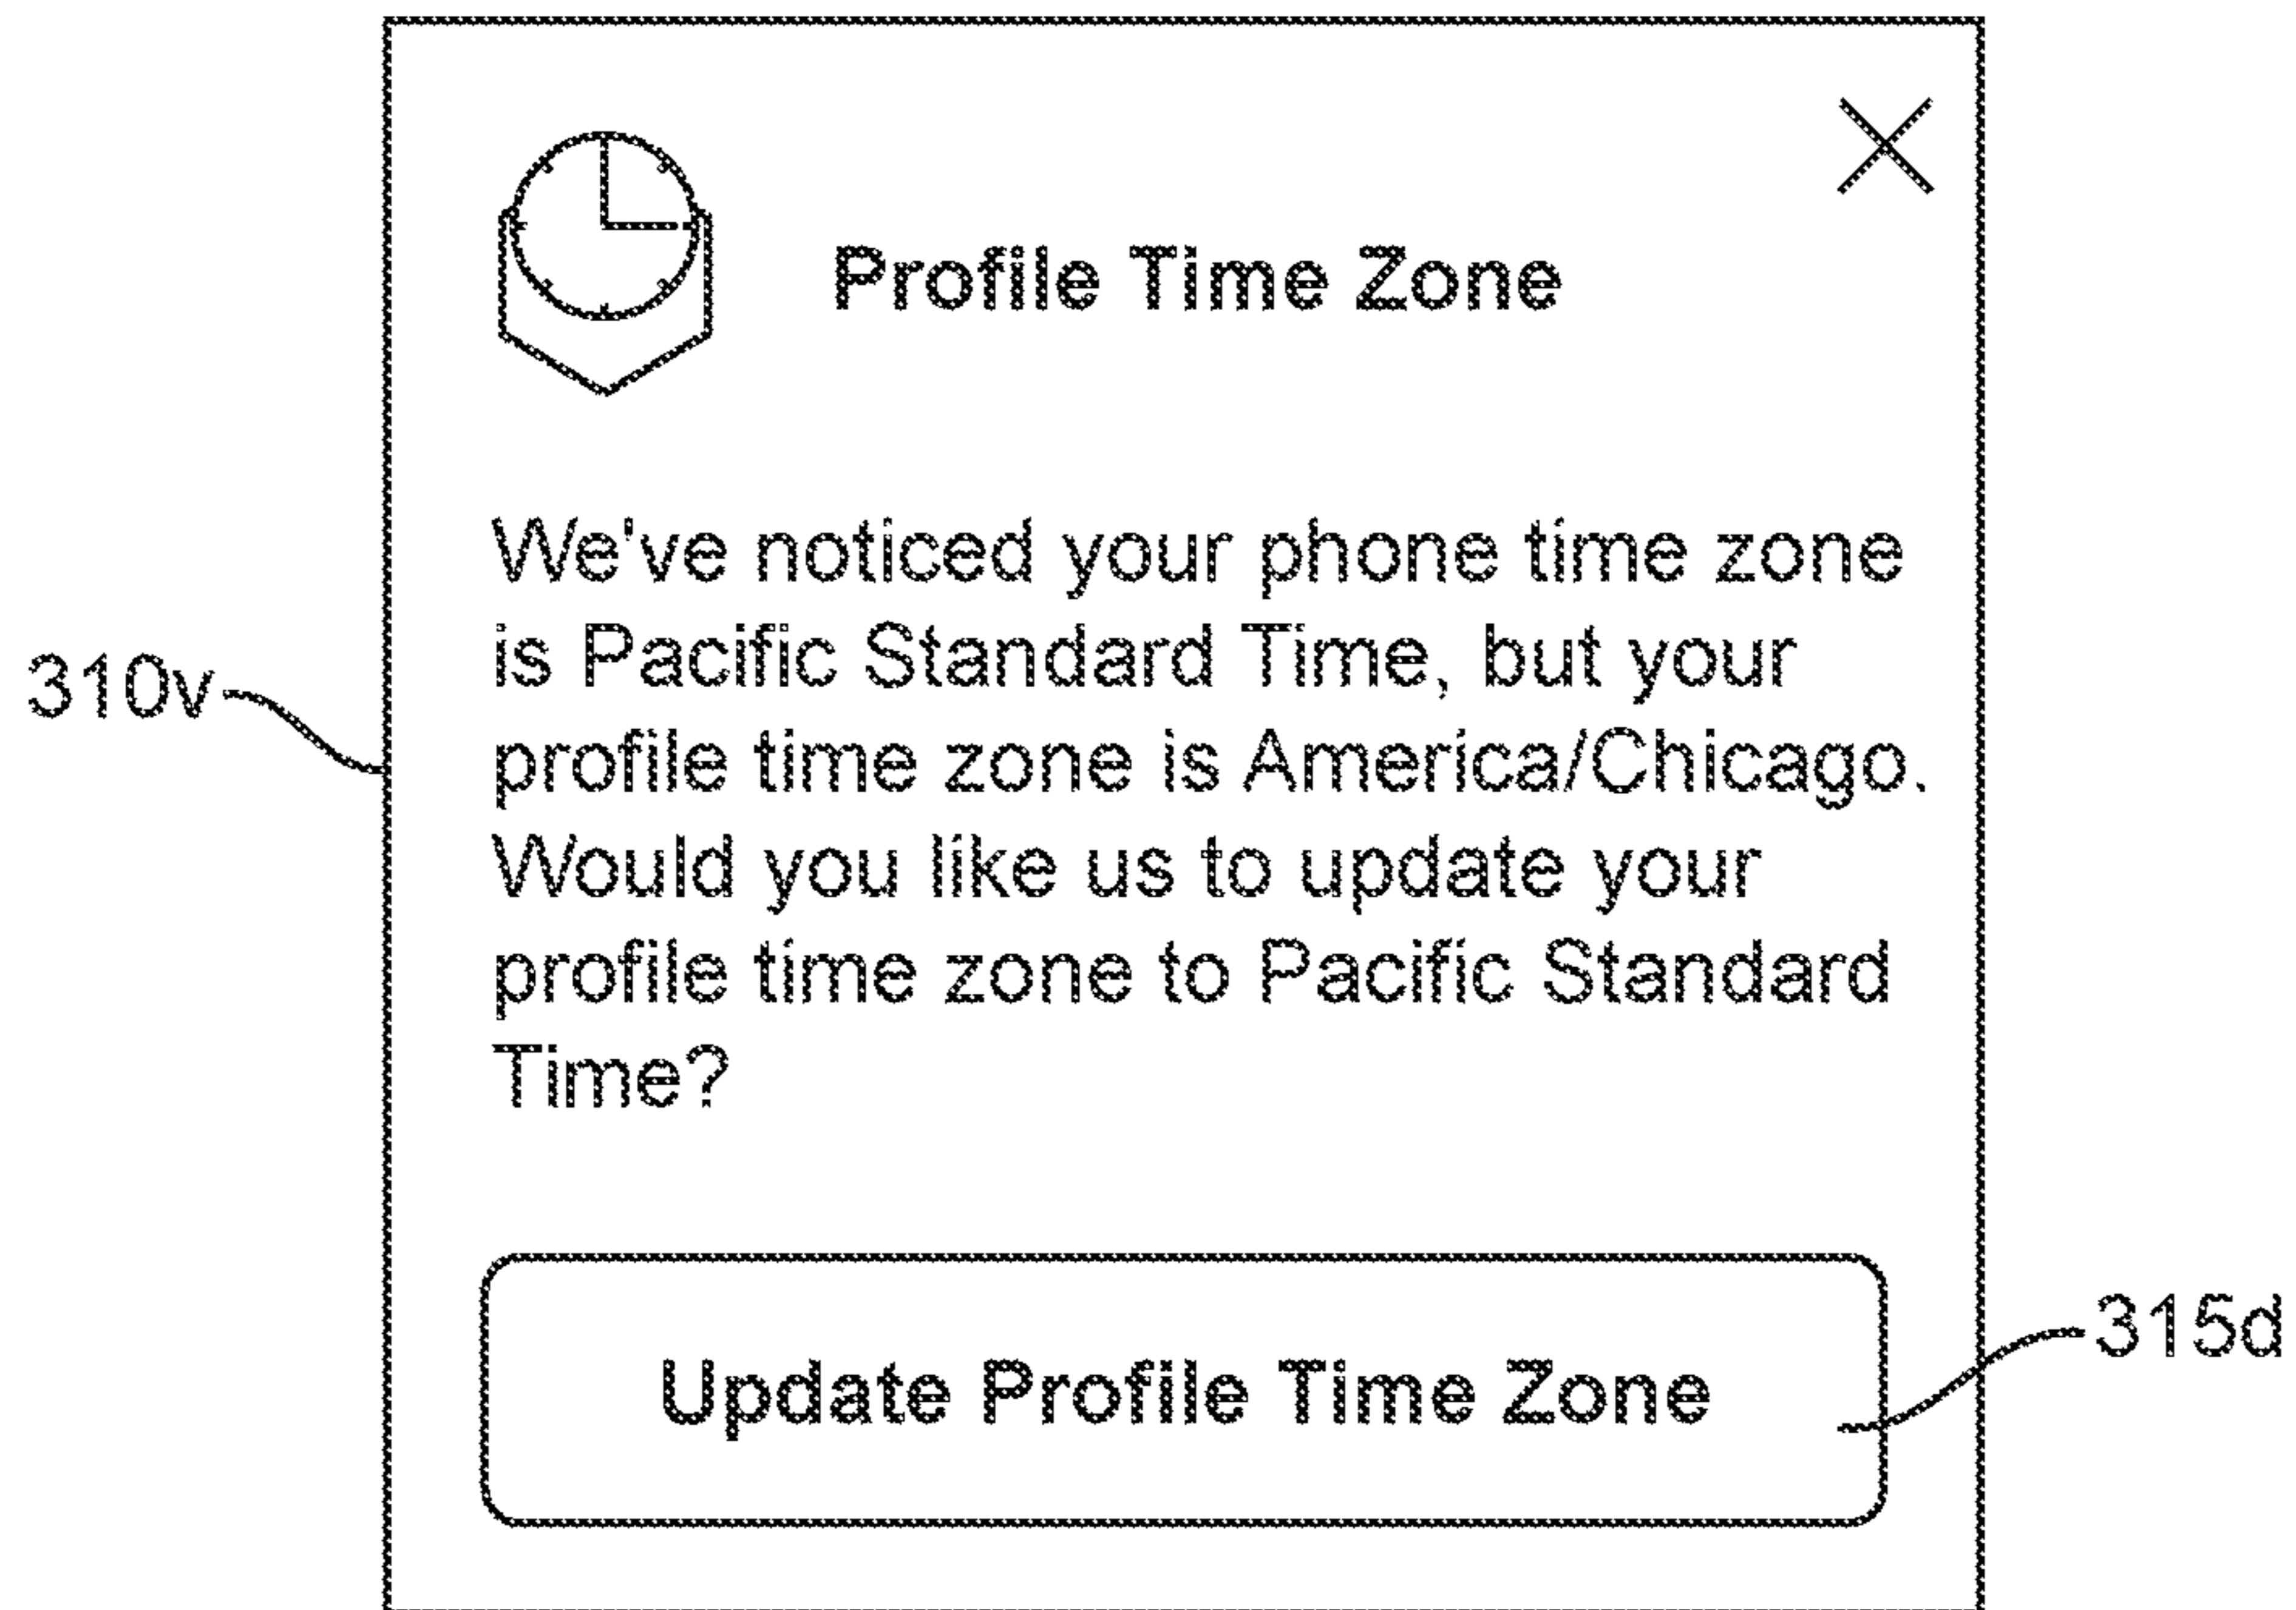 Profile Time Zone
We've noticed your phone time zone
is Pacific Standard Time, but your
profile time zone is America/Chicago.
Would you like us to update your
profile time zone to Pacific Standard
Time?
Update Profile Time Zone
310v
315d